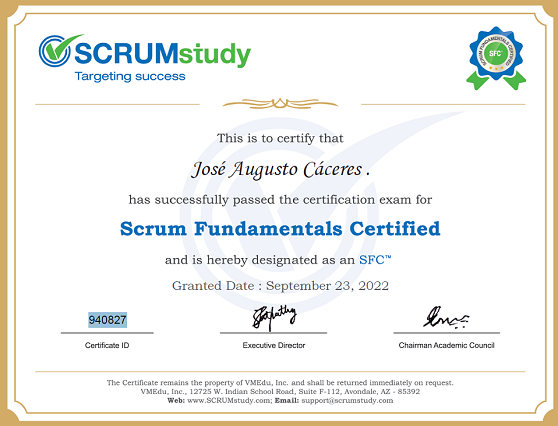 SCRUMstudy
Targeting success
SCRUM FUNDAMENTALS CERTIFIED
SFC™
This is to certify that
José Augusto Cáceres .
has successfully passed the certification exam for
Scrum Fundamentals Certified
and is hereby designated as an SFC™
Granted Date : September 23, 2022
940827
Certificate ID
Executive Director
Chairman Academic Council
The Certificate remains the property of VMEdu, Inc. and shall be returned immediately on request.
VMEdu, Inc., 12725 W. Indian School Road, Suite F-112, Avondale, AZ - 85392
Web: www.SCRUMstudy.com; Email: support@scrumstudy.com